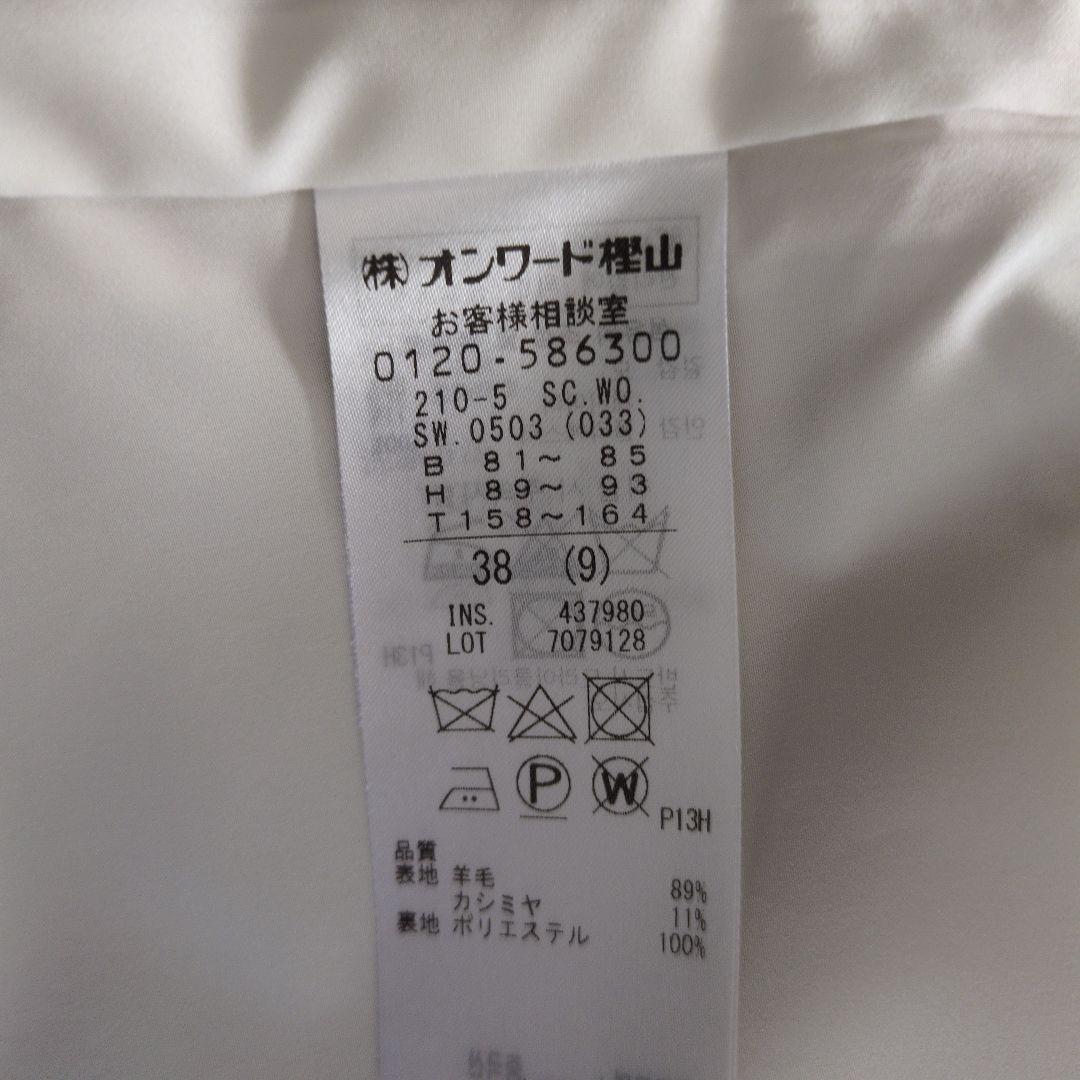 ㈱オンワード樫山
お客様相談室
0120-586300
210-5 SC.WO.
SW.0503 (033)
B 81～ 85
H 89～ 93
T158～164
38 (9)
INS. 437980
LOT 7079128
P
W
P13H
品質
表地 羊毛 89%
カシミヤ 11%
裏地 ポリエステル 100%